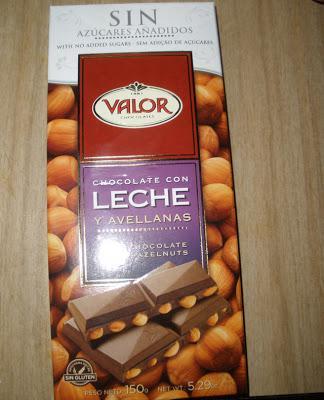 SIN
AZÚCARES AÑADIDOS
WITH NO ADDED SUGARS · SEM ADIÇÃO DE AÇÚCARES
1881
VALOR
CHOCOLATES
CHOCOLATE CON
LECHE
Y AVELLANAS
CHOCOLATE
HAZELNUTS
PESO NETO: 150g NET WT. 5.29oz
SIN GLUTEN